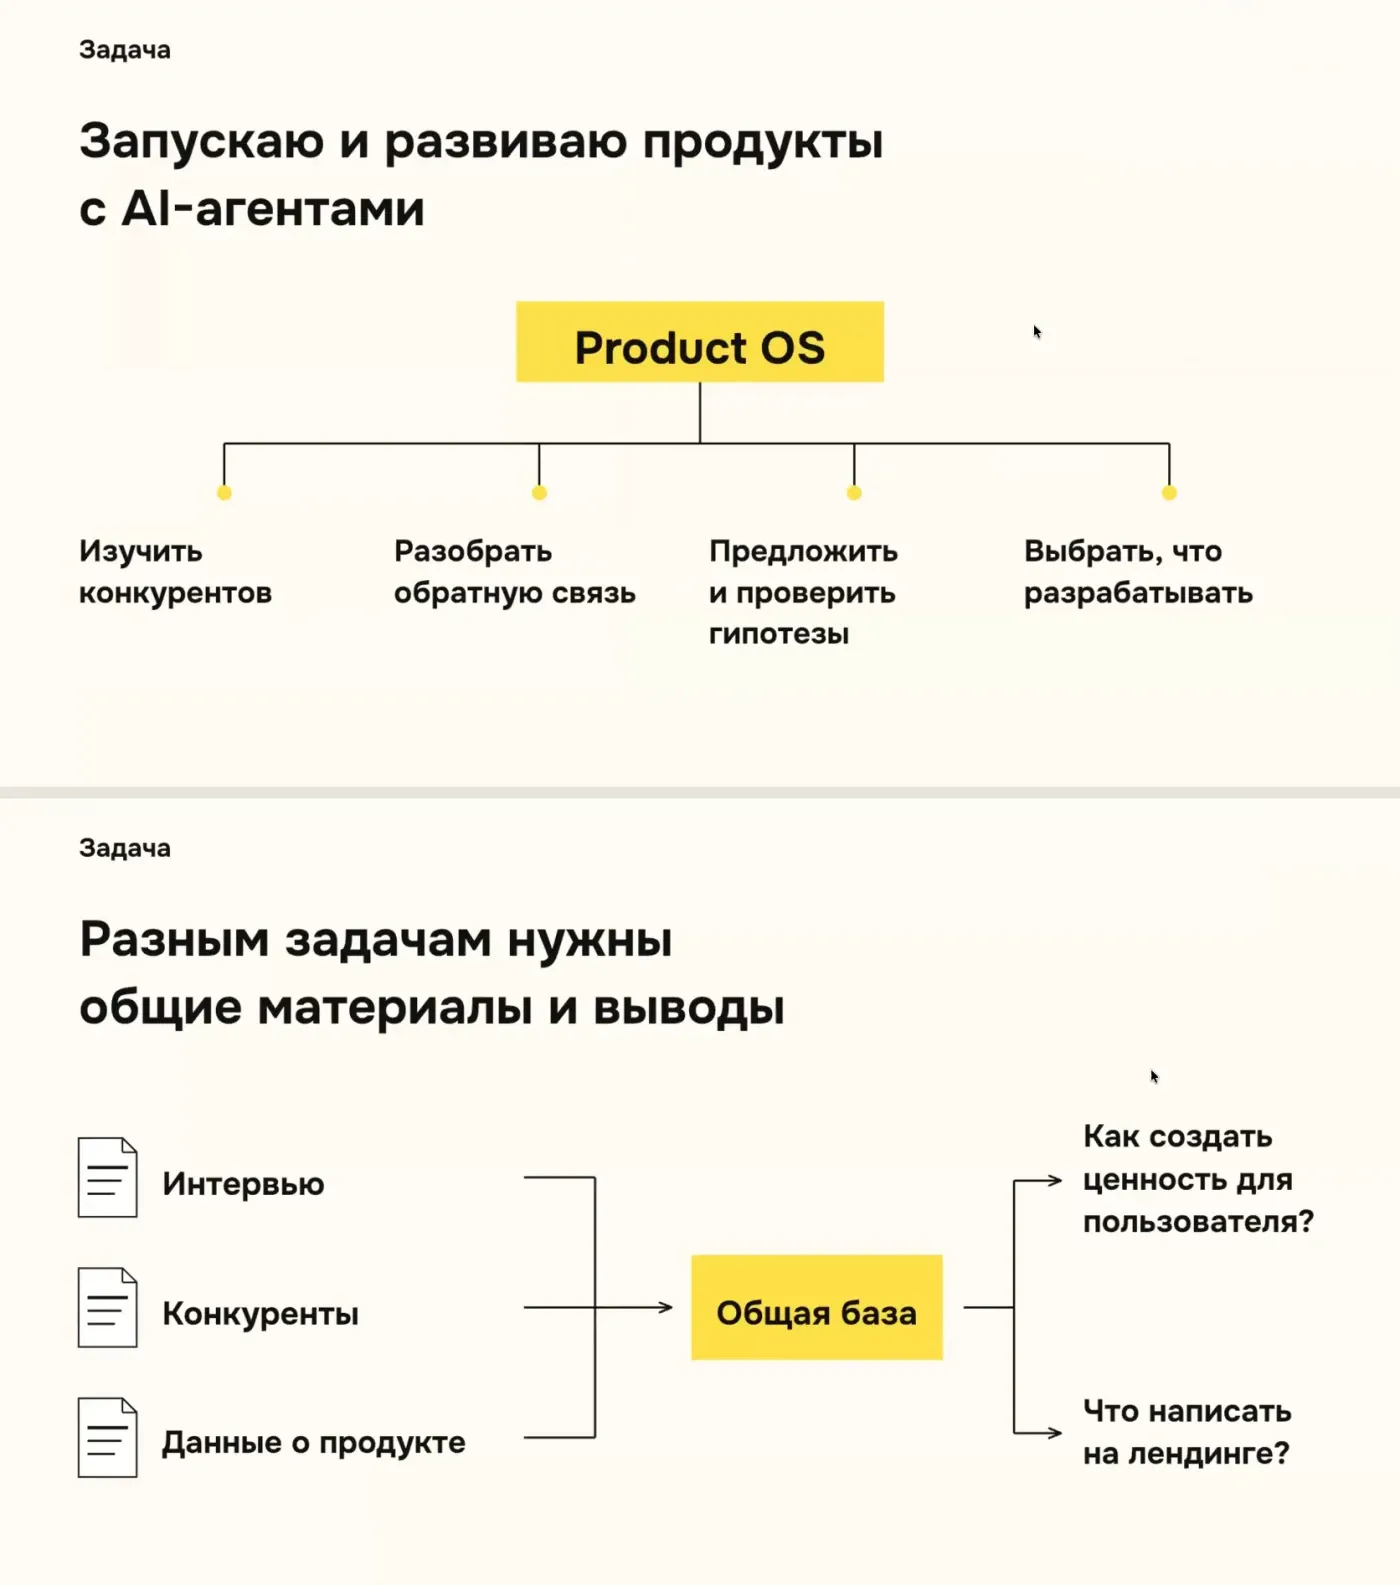 Задача
Запускаю и развиваю продукты
с AI-агентами
Product OS
Изучить
конкурентов
Разобрать
обратную связь
Предложить
и проверить
гипотезы
Выбрать, что
разрабатывать
Задача
Разным задачам нужны
общие материалы и выводы
Интервью
Конкуренты
Данные о продукте
Общая база
Как создать
ценность для
пользователя?
Что написать
на лендинге?